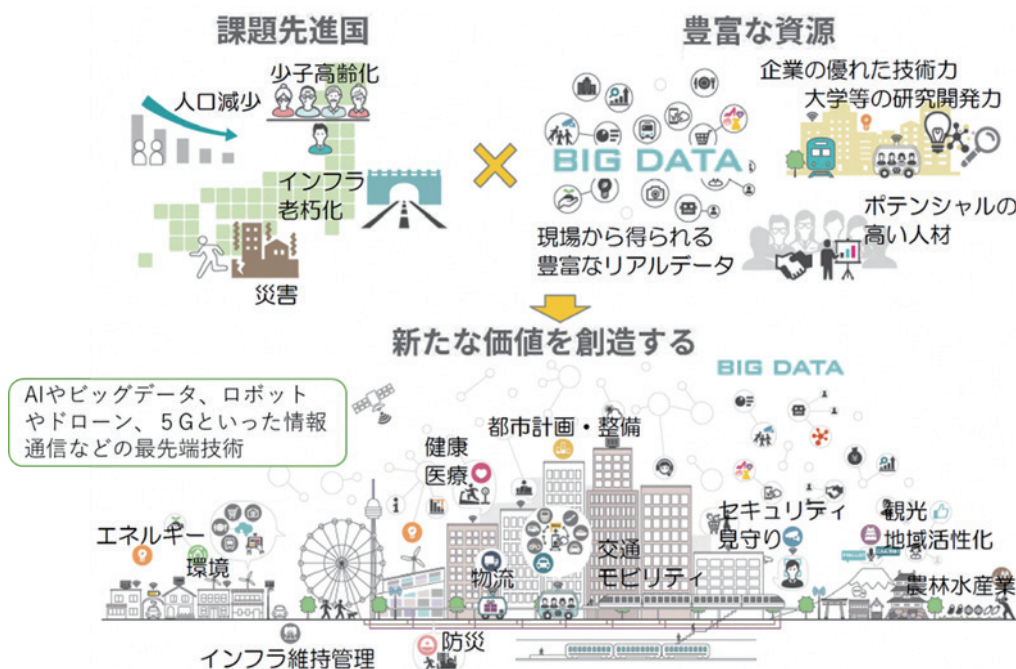 課題先進国
人口減少
少子高齢化
インフラ
老朽化
災害
豊富な資源
BIG DATA
現場から得られる
豊富なリアルデータ
企業の優れた技術力
大学等の研究開発力
ポテンシャルの
高い人材
新たな価値を創造する
BIG DATA
AIやビッグデータ、ロボット
やドローン、５Gといった情報
通信などの最先端技術
都市計画・整備
健康
医療
エネルギー
環境
物流
交通
モビリティ
セキュリティ
見守り
観光
地域活性化
農林水産業
防災
インフラ維持管理